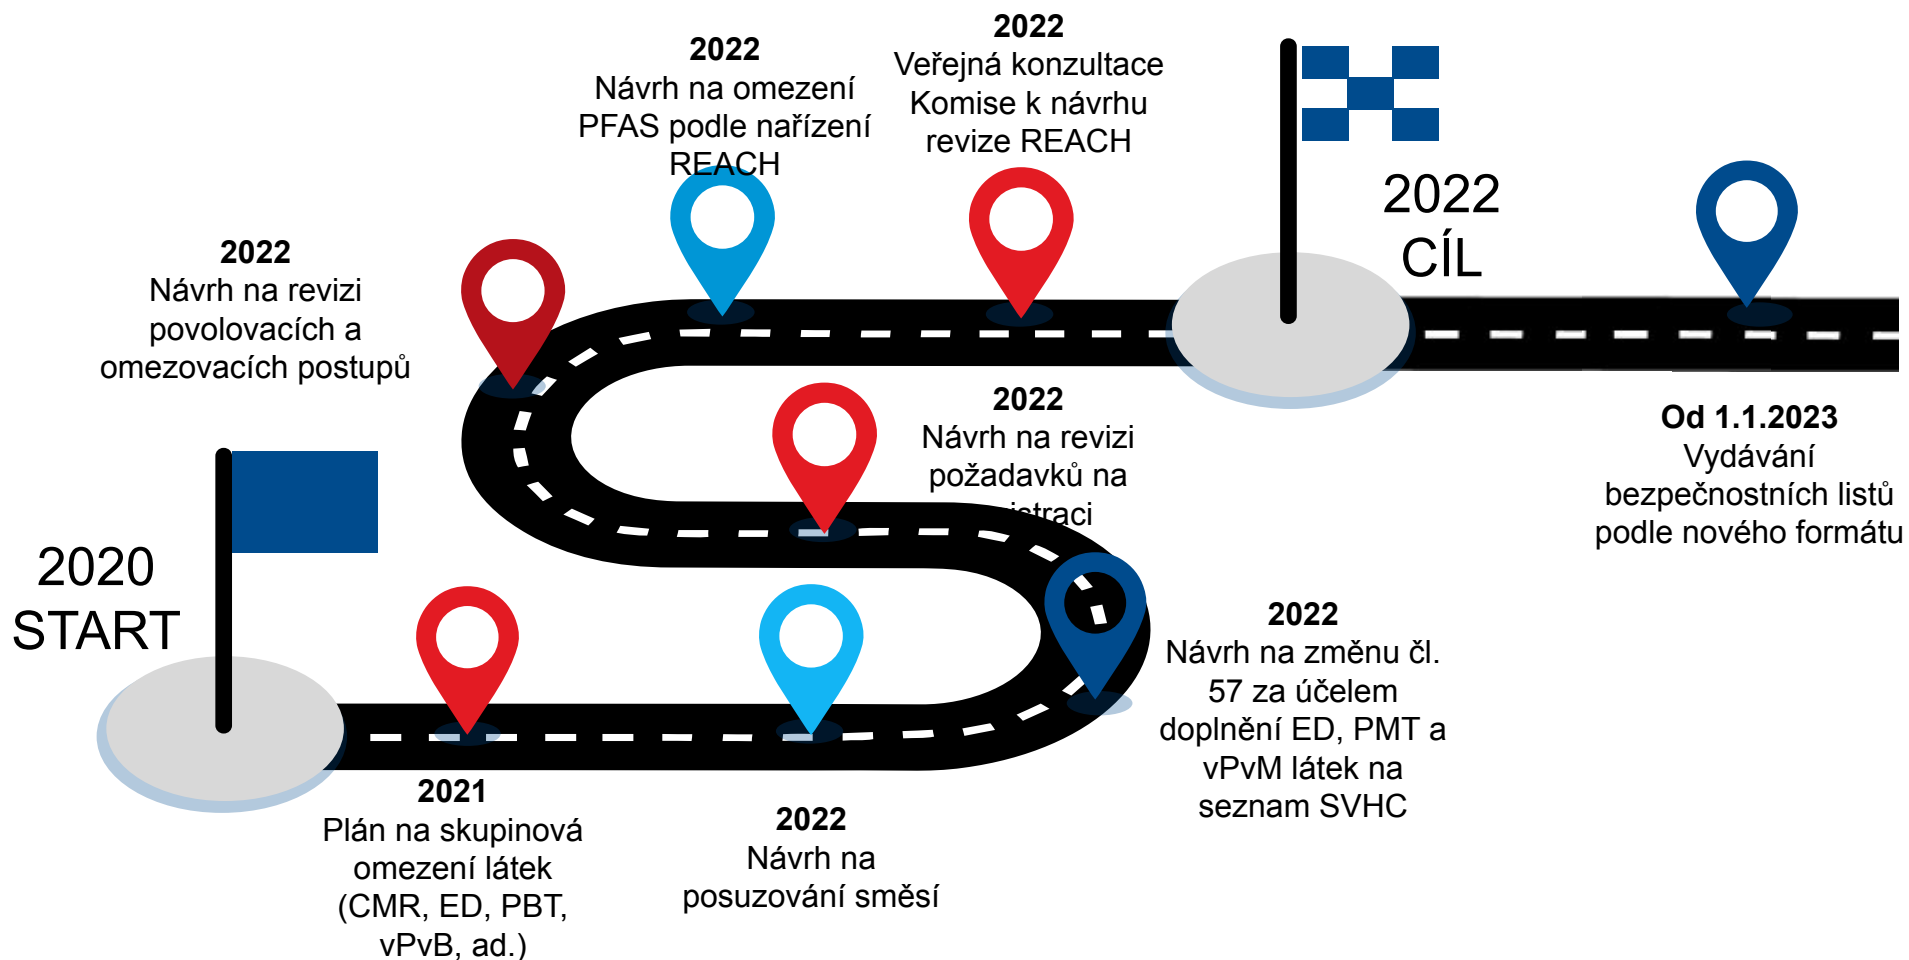 2020
START
2021
Plán na skupinová
omezení látek
(CMR, ED, PBT,
vPvB, ad.)
2022
Návrh na
posuzování směsí
2022
Návrh na změnu čl.
57 za účelem
doplnění ED, PMT a
vPvM látek na
seznam SVHC
2022
Návrh na revizi
požadavků na
2022
Návrh na revizi
povolovacích a
omezovacích postupů
2022
Návrh na omezení
PFAS podle nařízení
REACH
2022
Veřejná konzultace
Komise k návrhu
revize REACH
2022
CÍL
Od 1.1.2023
Vydávání
bezpečnostních listů
podle nového formátu